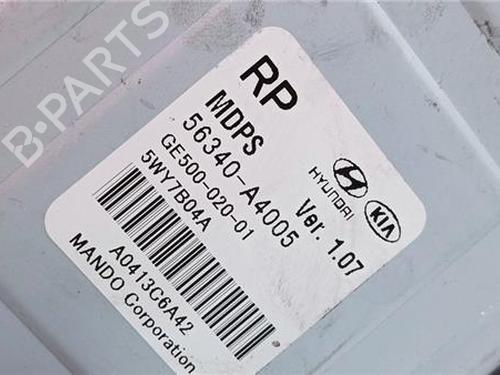 B-PARTS
RP
MDPS
56340-A4005
GE500-020-01
5WY7B04A
HYUNDAI
KIA
Ver. 1.07
A0413C6A42
MANDO Corporation